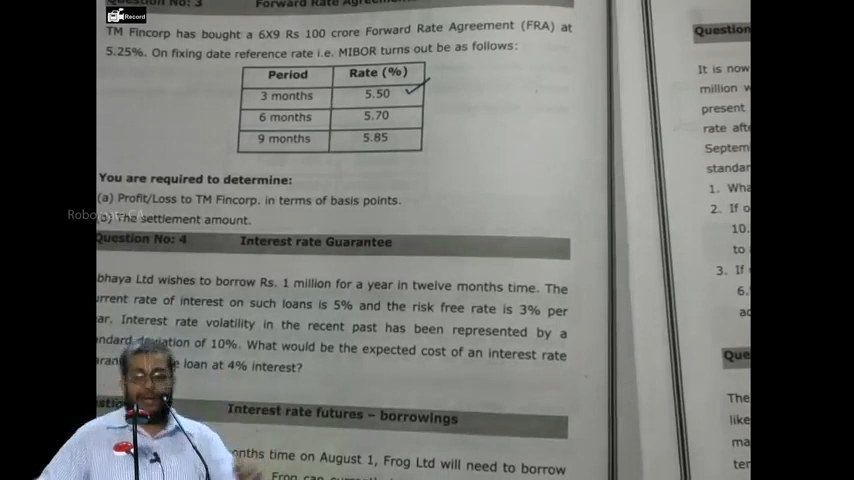 Question No: 3 Forward Rate Agreement
Record
TM Fincorp has bought a 6X9 Rs 100 crore Forward Rate Agreement (FRA) at
5.25%. On fixing date reference rate i.e. MIBOR turns out be as follows:
Period Rate (%)
3 months 5.50
6 months 5.70
9 months 5.85
You are required to determine:
(a) Profit/Loss to TM Fincorp. in terms of basis points.
(b) The settlement amount.
Question No: 4 Interest rate Guarantee
bhaya Ltd wishes to borrow Rs. 1 million for a year in twelve months time. The
urrent rate of interest on such loans is 5% and the risk free rate is 3% per
ar. Interest rate volatility in the recent past has been represented by a
andard deviation of 10%. What would be the expected cost of an interest rate
loan at 4% interest?
Interest rate futures – borrowings
onths time on August 1, Frog Ltd will need to borrow
Question
It is now
million w
present
rate afte
Septem
standar
1. Wha
2. If o
10.
to
3. If
6.
ac
Que
The
like
ma
ter